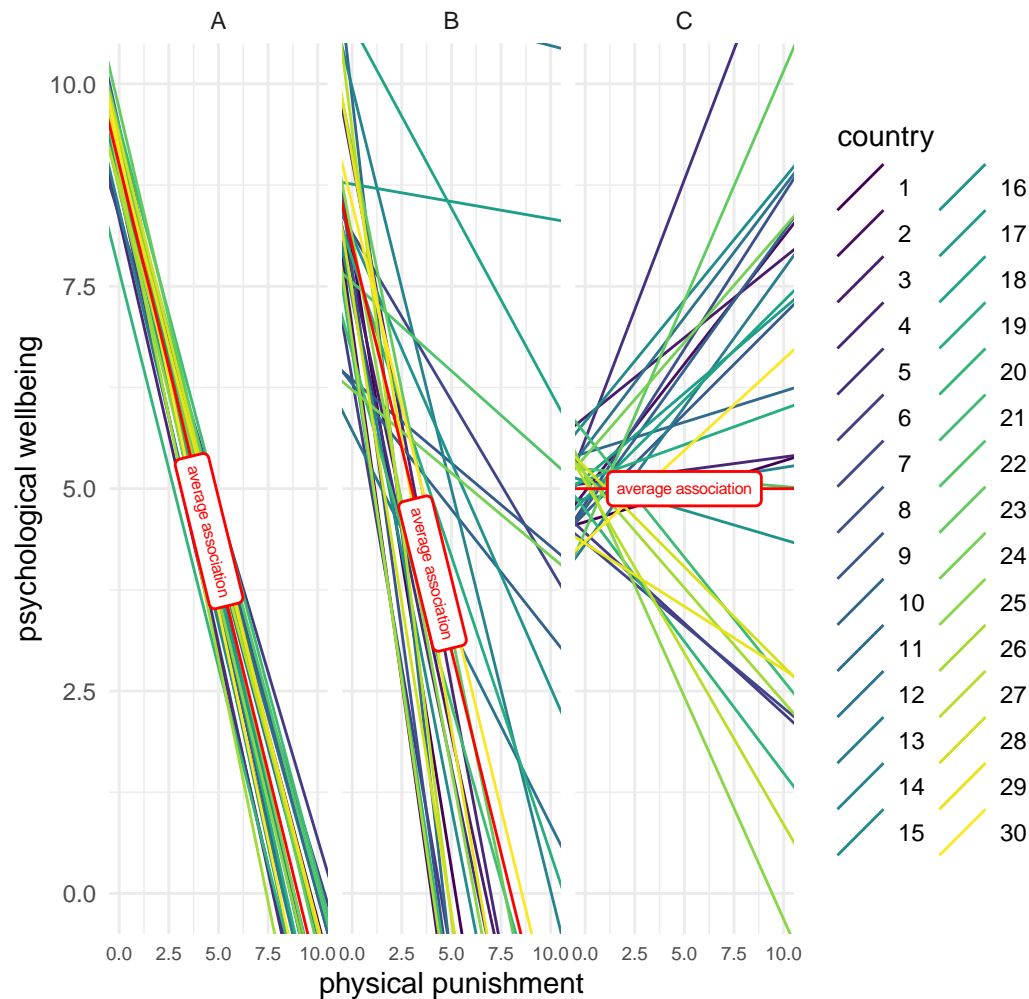 A B C
10.0
7.5
5.0
2.5
0.0
psychological wellbeing
average association
average association
average association
0.0 2.5 5.0 7.5 10.0 0.0 2.5 5.0 7.5 10.0 0.0 2.5 5.0 7.5 10.0
physical punishment
country
1 16
2 17
3 18
4 19
5 20
6 21
7 22
8 23
9 24
10 25
11 26
12 27
13 28
14 29
15 30